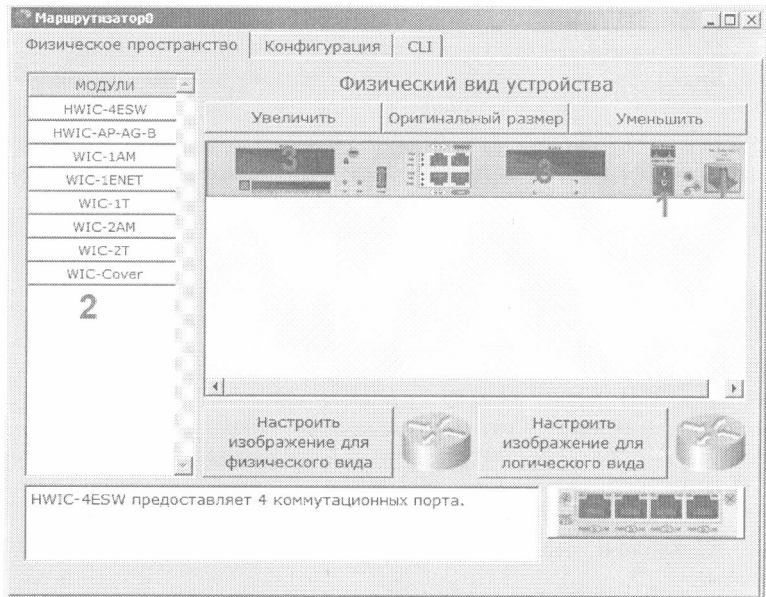 Маршрутизатор0
Физическое пространство Конфигурация CLI
МОДУЛИ
HWIC-4ESW
HWIC-AP-AG-B
WIC-1AM
WIC-1ENET
WIC-1T
WIC-2AM
WIC-2T
WIC-Cover
2
Физический вид устройства
Увеличить Оригинальный размер Уменьшить
3
3
1
Настроить
изображение для
физического вида
Настроить
изображение для
логического вида
HWIC-4ESW предоставляет 4 коммутационных порта.